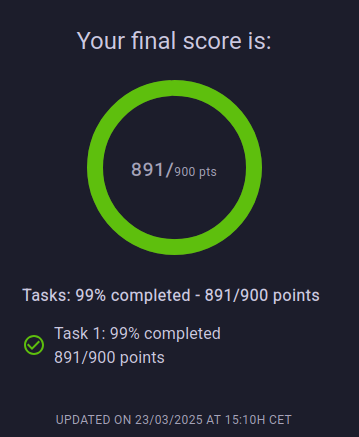 Your final score is:
891/900 pts
Tasks: 99% completed - 891/900 points
Task 1: 99% completed
891/900 points
UPDATED ON 23/03/2025 AT 15:10H CET